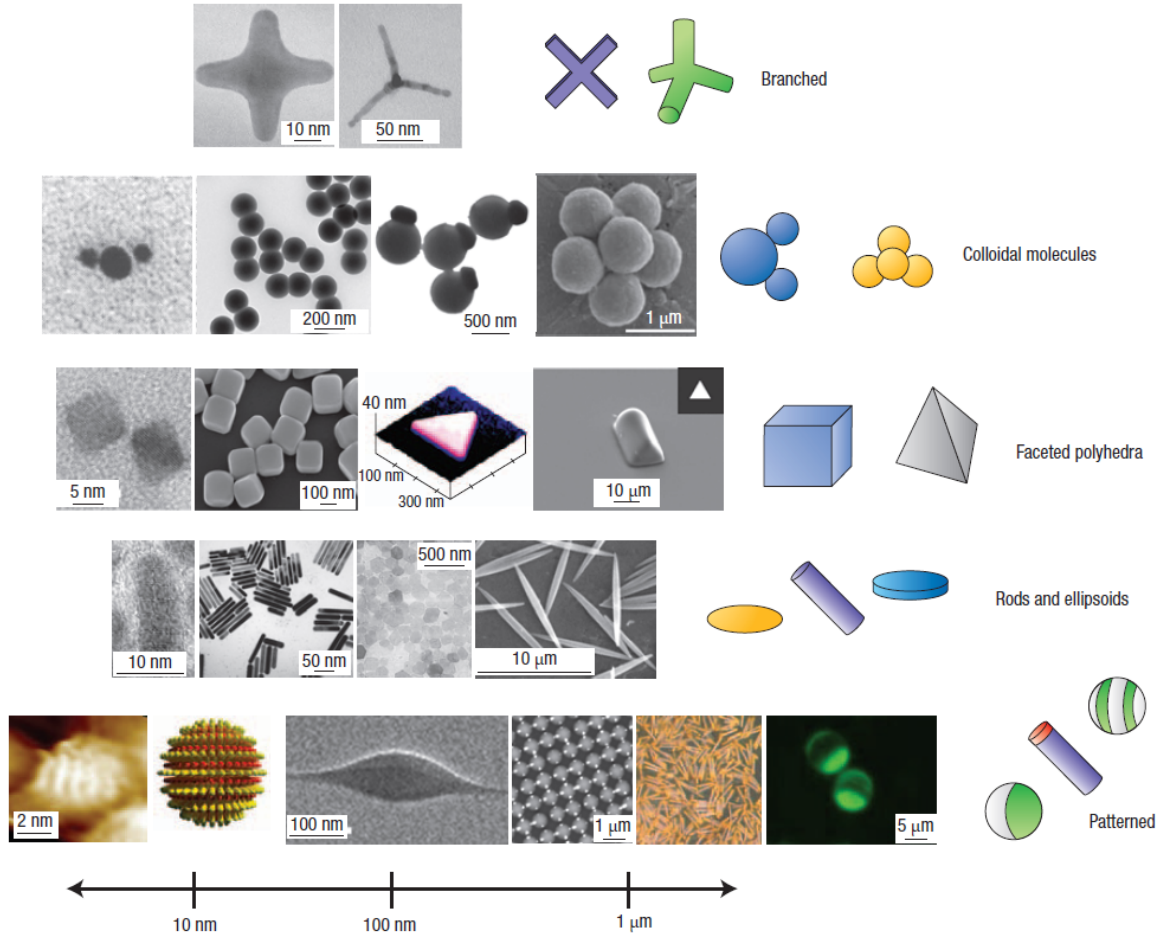 10 nm
50 nm
Branched
200 nm
500 nm
1 μm
Colloidal molecules
5 nm
100 nm
40 nm
100 nm
300 nm
10 μm
Faceted polyhedra
10 nm
50 nm
500 nm
10 μm
Rods and ellipsoids
2 nm
100 nm
1 μm
5 μm
Patterned
10 nm
100 nm
1 μm